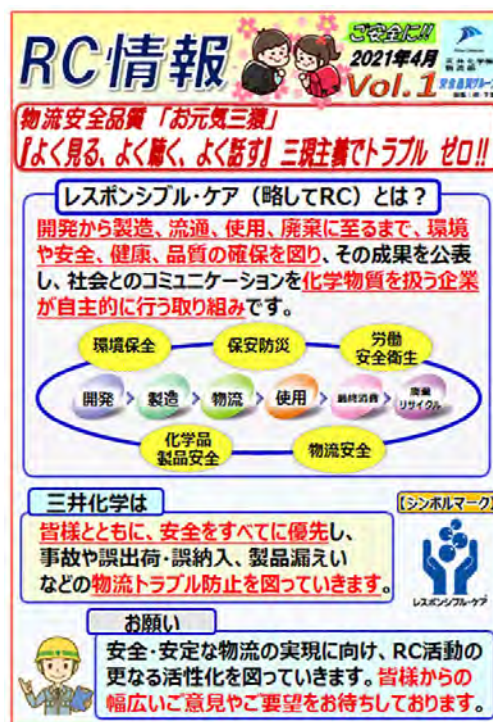 RC情報
ご安全に!!
2021年4月
Vol.1
三井化学㈱
物流部
安全品質グループ
物流安全品質 「お元気三猿」
『よく見る、よく聴く、よく話す』 三現主義でトラブル ゼロ!!
レスポンシブル・ケア（略してRC）とは？
開発から製造、流通、使用、廃棄に至るまで、環境
や安全、健康、品質の確保を図り、その成果を公表
し、社会とのコミュニケーションを化学物質を扱う企業
が自主的に行う取り組みです。
環境保全
保安防災
労働
安全衛生
開発
製造
物流
使用
最終消費
廃棄
リサイクル
化学品
製品安全
物流安全
三井化学は
皆様とともに、安全をすべてに優先し、
事故や誤出荷・誤納入、製品漏えい
などの物流トラブル防止を図っていきます。
【シンボルマーク】
レスポンシブル・ケア
お願い
安全・安定な物流の実現に向け、RC活動の
更なる活性化を図っていきます。皆様からの
幅広いご意見やご要望をお待ちしております。